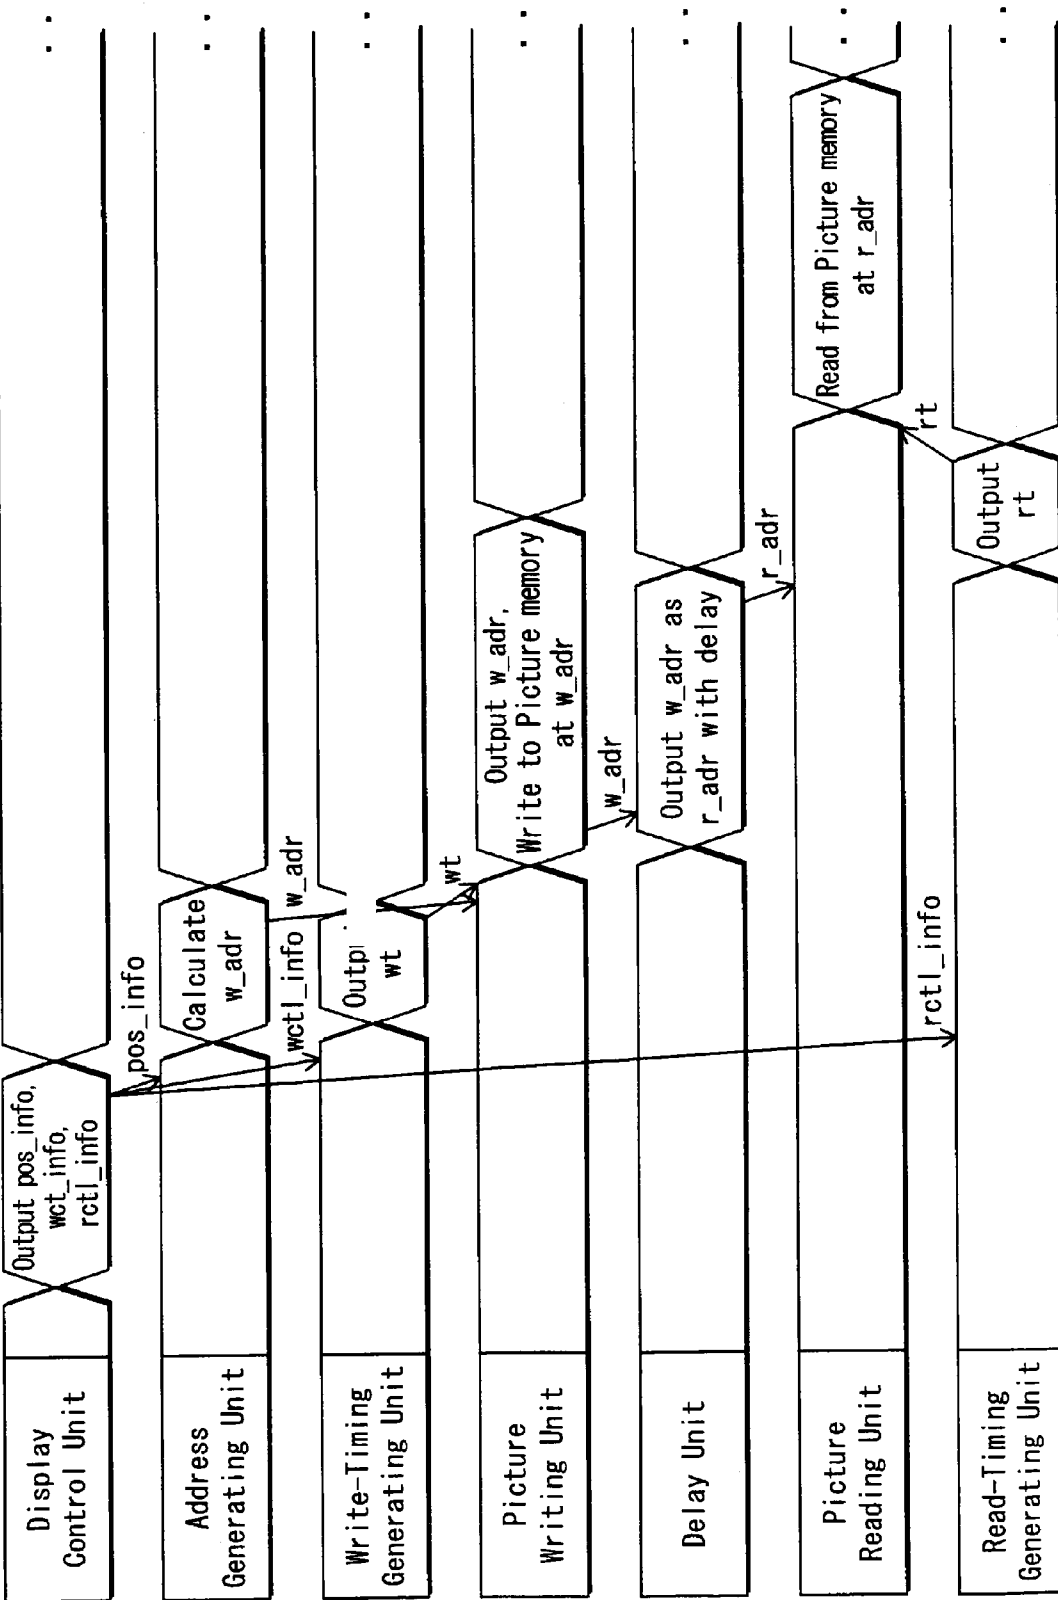 Display
Control Unit
Output pos_info,
wct_info,
rctl_info
pos_info
Address
Generating Unit
Calculate
w_adr
wctl_info
w_adr
Write-Timing
Generating Unit
wt
wt
Picture
Writing Unit
Output w_adr,
Write to Picture memory
at w_adr
w_adr
Delay Unit
Output w_adr as
r_adr with delay
r_adr
Picture
Reading Unit
Read from Picture memory
at r_adr
rctl_info
rt
Read-Timing
Generating Unit
Output
rt